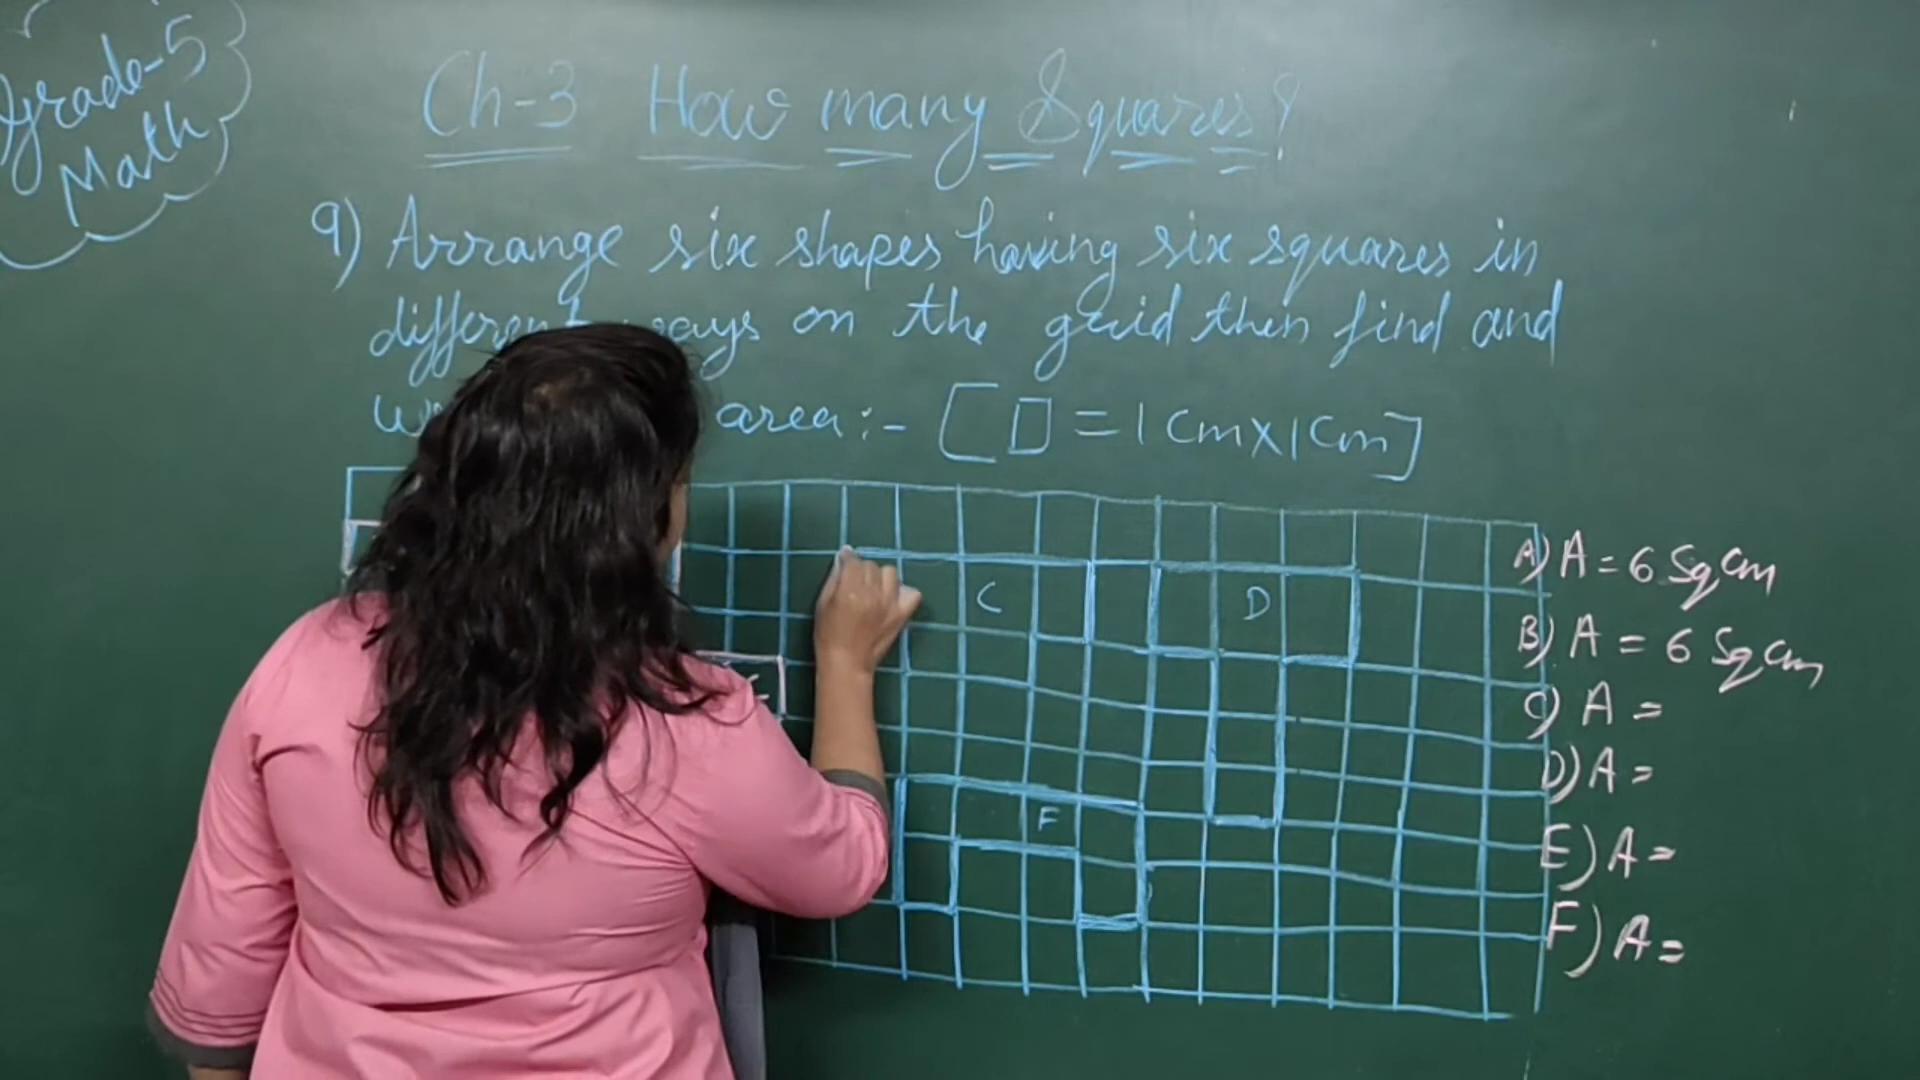 Grade-5
Math
Ch-3 How many Squares?
9) Arrange six shapes having six squares in
different ways on the grid then find and
area:- [□ = 1 cm x 1 cm]
C
D
E
F
A) A = 6 Sq cm
B) A = 6 Sq cm
C) A =
D) A =
E) A =
F) A =